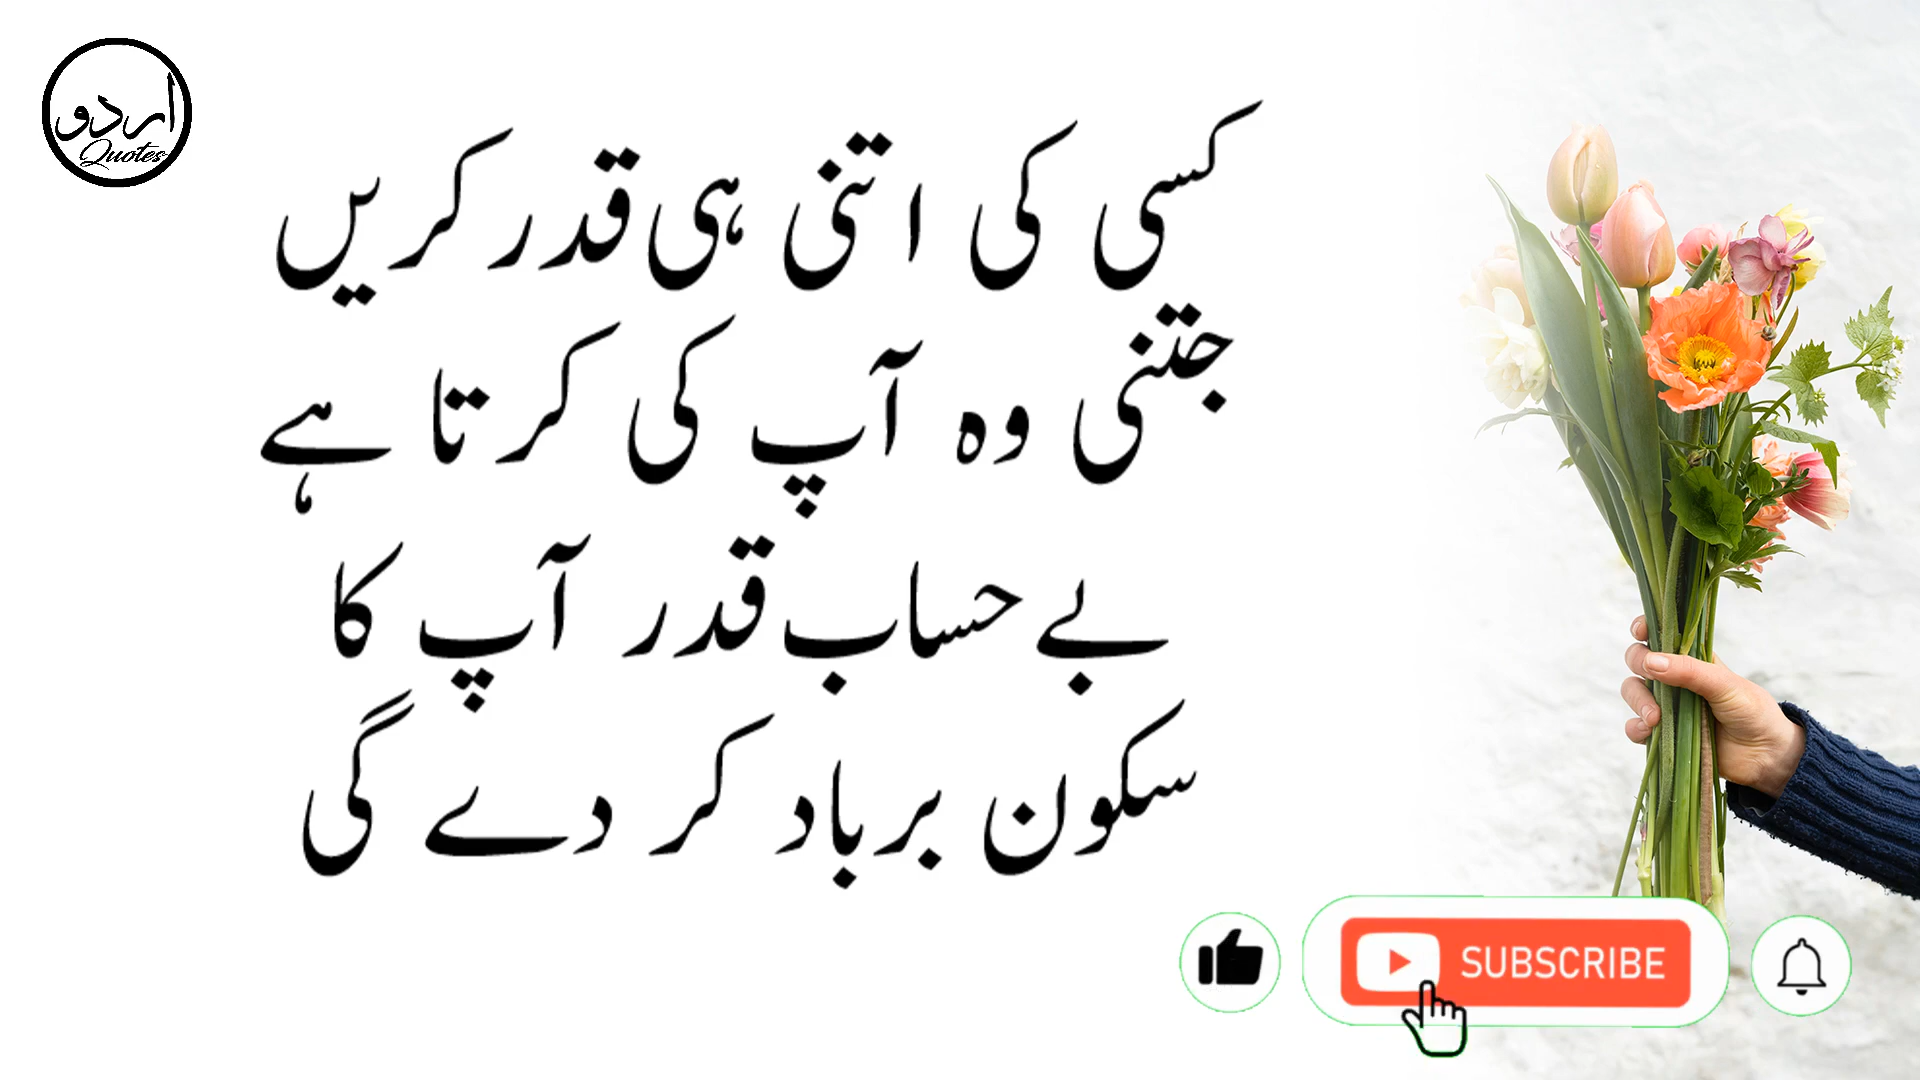 اردو
Quotes
کسی کی اتنی ہی قدر کریں
جتنی وہ آپ کی کرتا ہے
بے حساب قدر آپ کا
سکون برباد کر دے گی
SUBSCRIBE